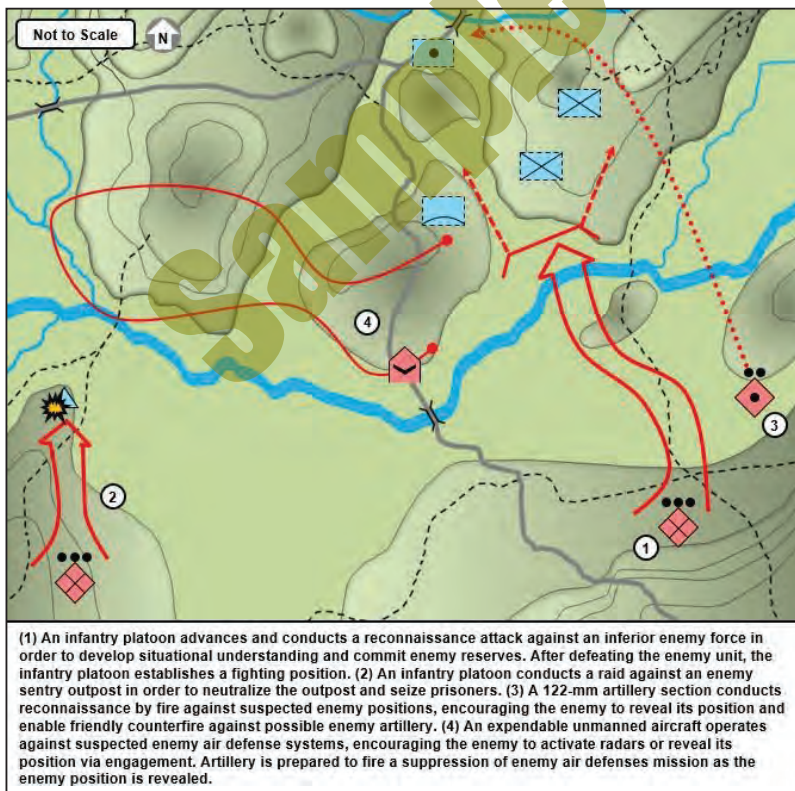 Not to Scale
N
Sample
4
3
2
1
(1) An infantry platoon advances and conducts a reconnaissance attack against an inferior enemy force in
order to develop situational understanding and commit enemy reserves. After defeating the enemy unit, the
infantry platoon establishes a fighting position. (2) An infantry platoon conducts a raid against an enemy
sentry outpost in order to neutralize the outpost and seize prisoners. (3) A 122-mm artillery section conducts
reconnaissance by fire against suspected enemy positions, encouraging the enemy to reveal its position and
enable friendly counterfire against possible enemy artillery. (4) An expendable unmanned aircraft operates
against suspected enemy air defense systems, encouraging the enemy to activate radars or reveal its
position via engagement. Artillery is prepared to fire a suppression of enemy air defenses mission as the
enemy position is revealed.